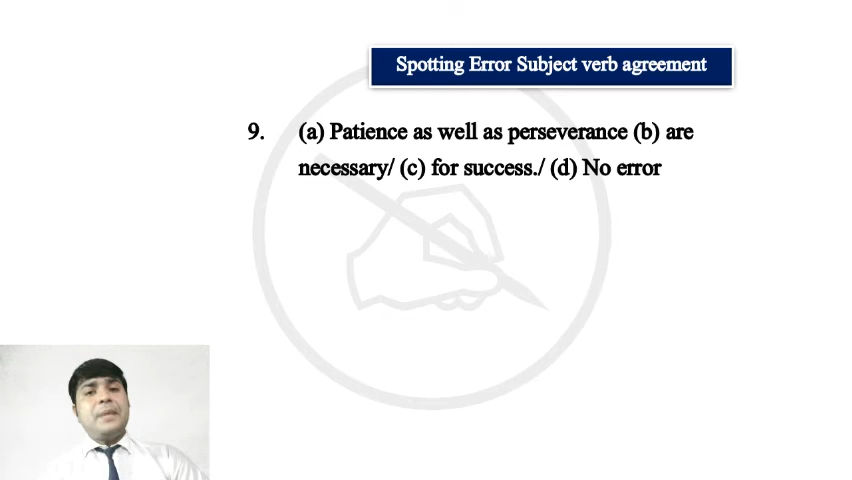 Spotting Error Subject verb agreement
9. (a) Patience as well as perseverance (b) are
necessary/ (c) for success./ (d) No error